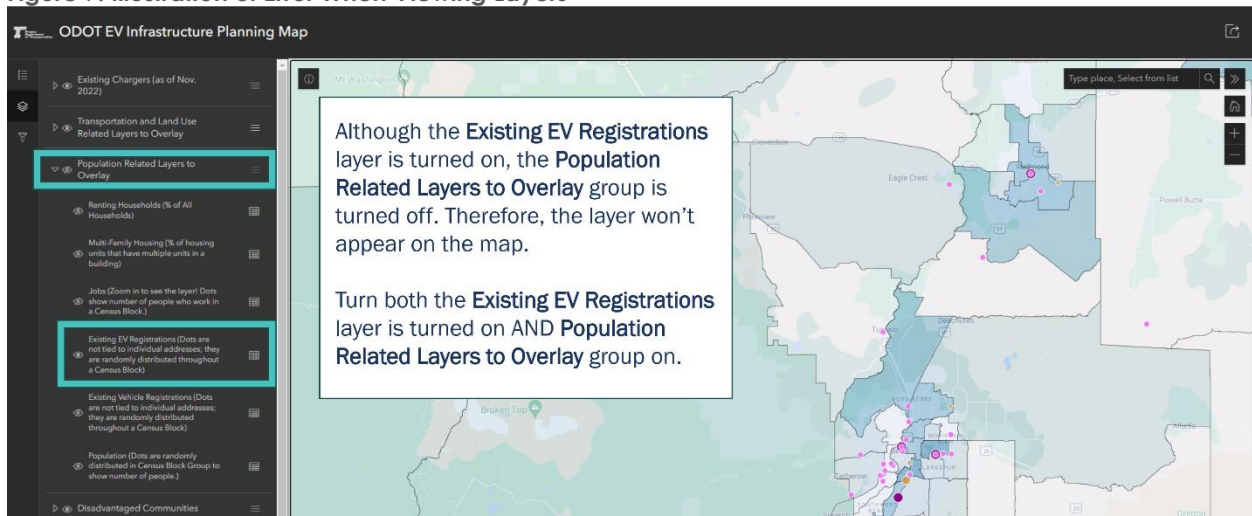 ODOT EV Infrastructure Planning Map
Existing Chargers (as of Nov.
2022)
Transportation and Land Use
Related Layers to Overlay
Population Related Layers to
Overlay
Renting Households (% of All
Households)
Multi-Family Housing (% of housing
units that have multiple units in a
building)
Jobs (Zoom in to see the layer! Dots
show number of people who work in
a Census Block.)
Existing EV Registrations (Dots are
not tied to individual addresses; they
are randomly distributed throughout
a Census Block)
Existing Vehicle Registrations (Dots
are not tied to individual addresses;
they are randomly distributed
throughout a Census Block)
Population (Dots are randomly
distributed in Census Block Group to
show number of people.)
Disadvantaged Communities
Although the Existing EV Registrations
layer is turned on, the Population
Related Layers to Overlay group is
turned off. Therefore, the layer won't
appear on the map.
Turn both the Existing EV Registrations
layer is turned on AND Population
Related Layers to Overlay group on.
Type place, Select from list
Mt Washington
Cloverdale
Eagle Crest
Redmond
Powell Butte
Plainview
Tumalo
Deschutes
Broken Top
BOYD ACRES
Alfalfa
LARKSPUR
Tetherow
Oregon